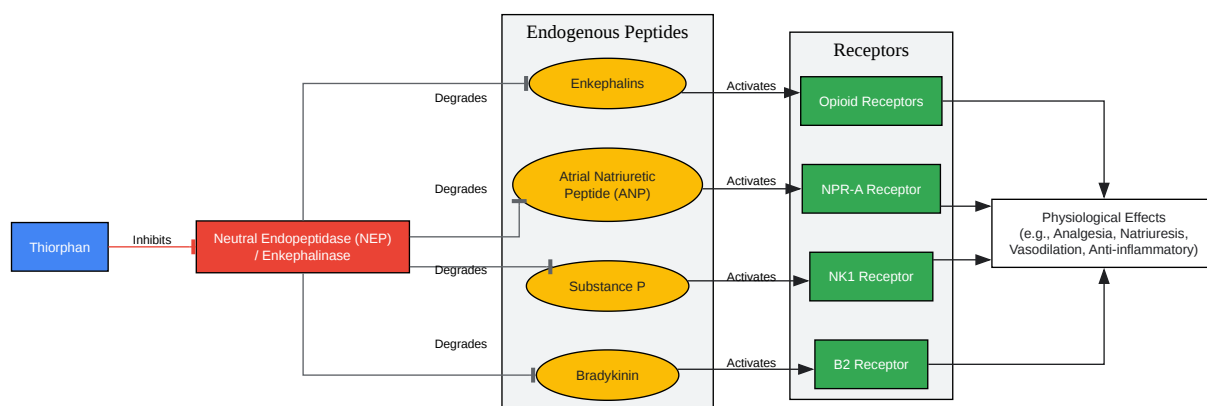 Endogenous Peptides
Receptors
Enkephalins
Degrades
Activates
Opioid Receptors
Atrial Natriuretic
Peptide (ANP)
Degrades
Activates
NPR-A Receptor
Thiorphan
Inhibits
Neutral Endopeptidase (NEP)
/ Enkephalinase
Physiological Effects
(e.g., Analgesia, Natriuresis,
Vasodilation, Anti-inflammatory)
Degrades
Substance P
Activates
NK1 Receptor
Degrades
Bradykinin
Activates
B2 Receptor